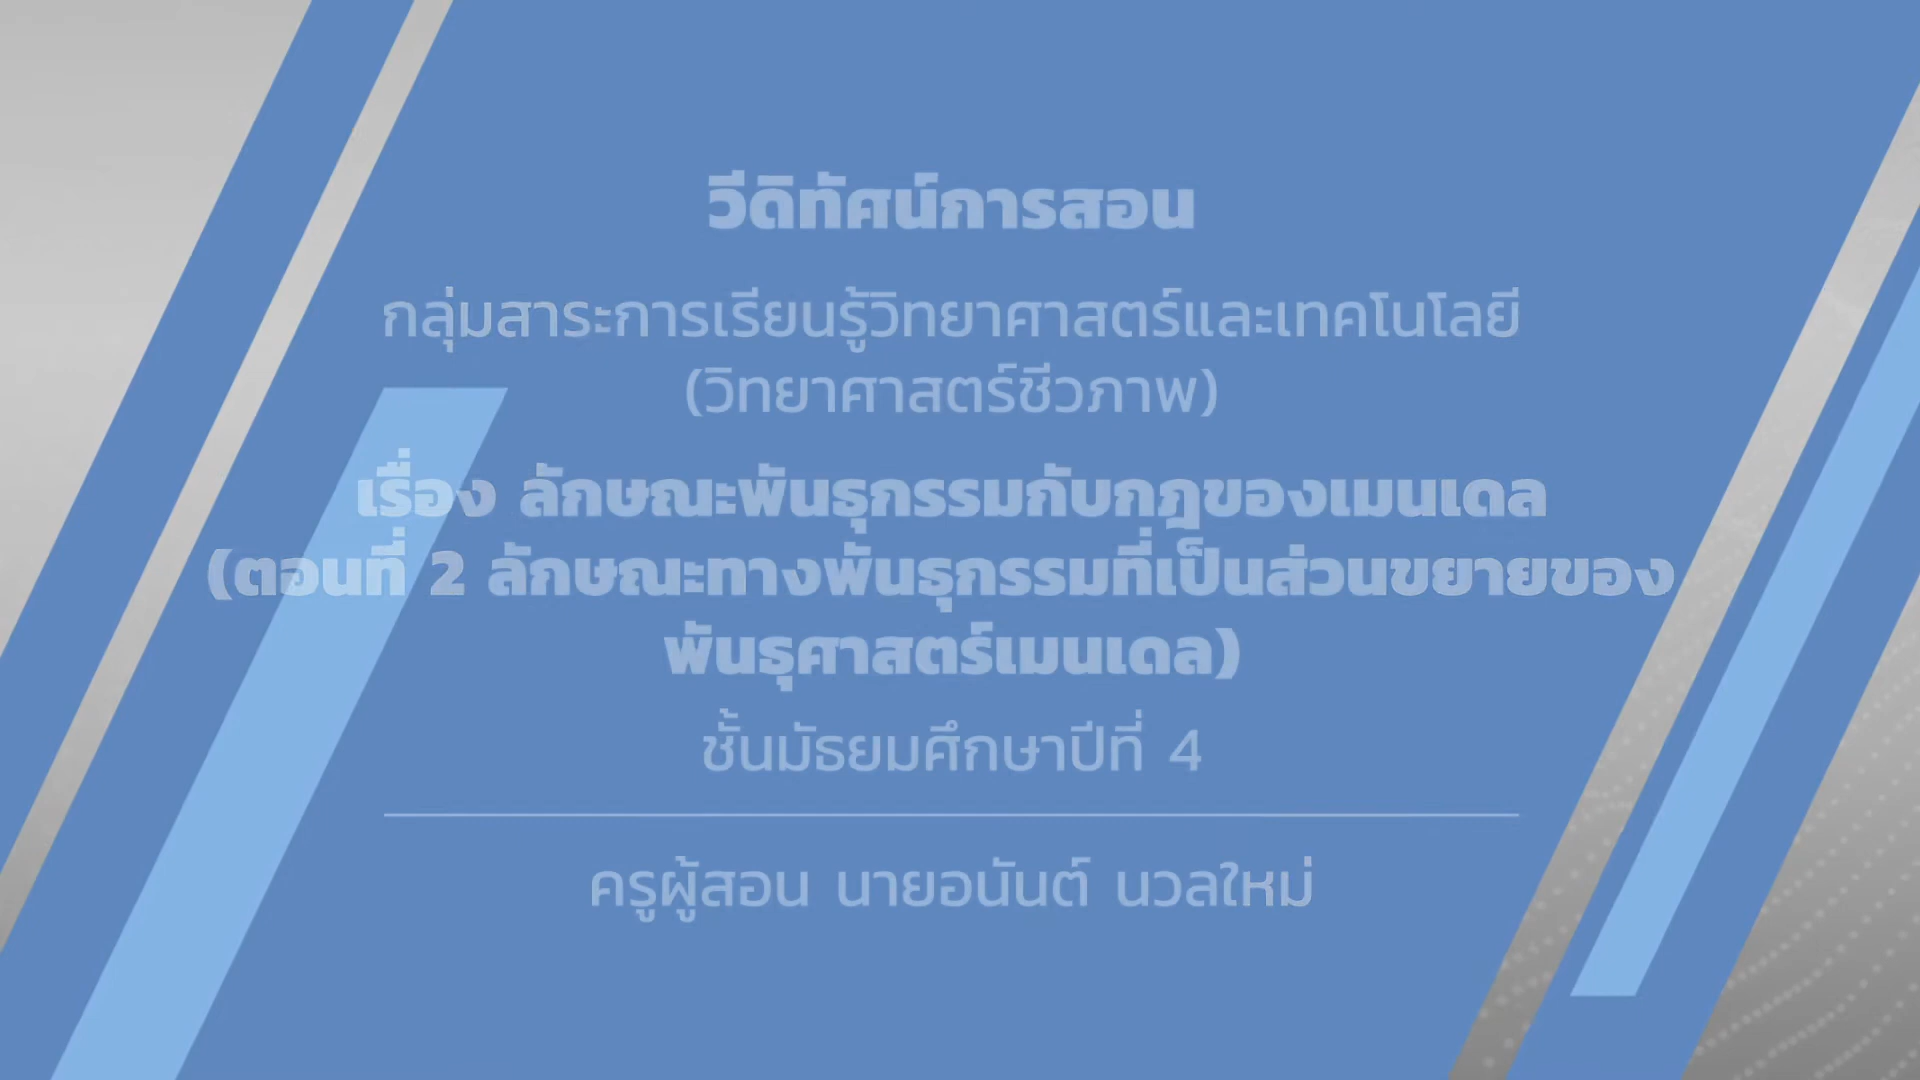 วีดิทัศน์การสอน
กลุ่มสาระการเรียนรู้วิทยาศาสตร์และเทคโนโลยี
(วิทยาศาสตร์ชีวภาพ)
เรื่อง ลักษณะพันธุกรรมกับกฎของเมนเดล
(ตอนที่ 2 ลักษณะทางพันธุกรรมที่เป็นส่วนขยายของ
พันธุศาสตร์เมนเดล)
ชั้นมัธยมศึกษาปีที่ 4
ครูผู้สอน นายอนันต์ นวลใหม่